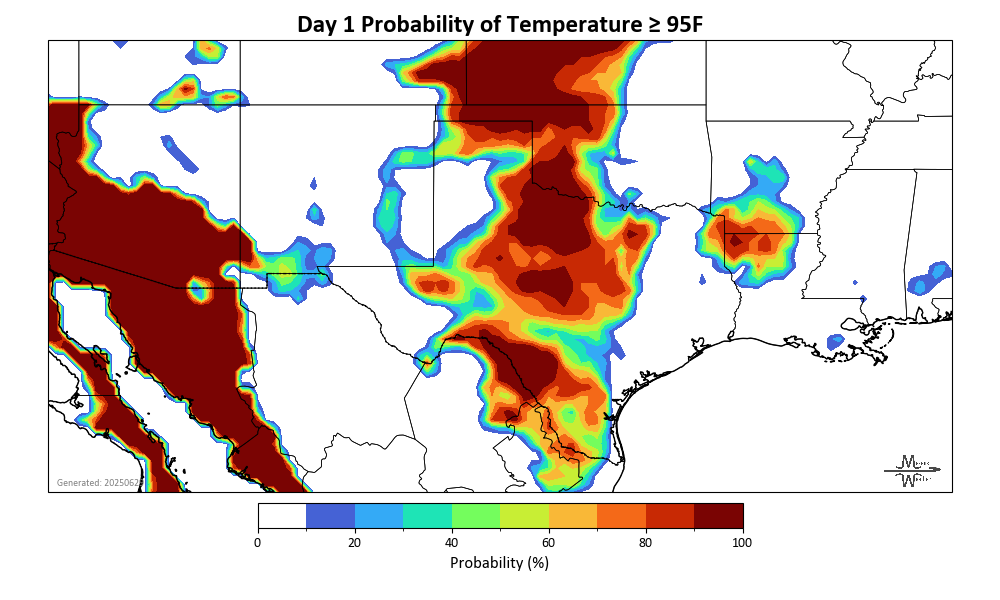 Day 1 Probability of Temperature ≥ 95F
Generated: 2025062
0 20 40 60 80 100
Probability (%)